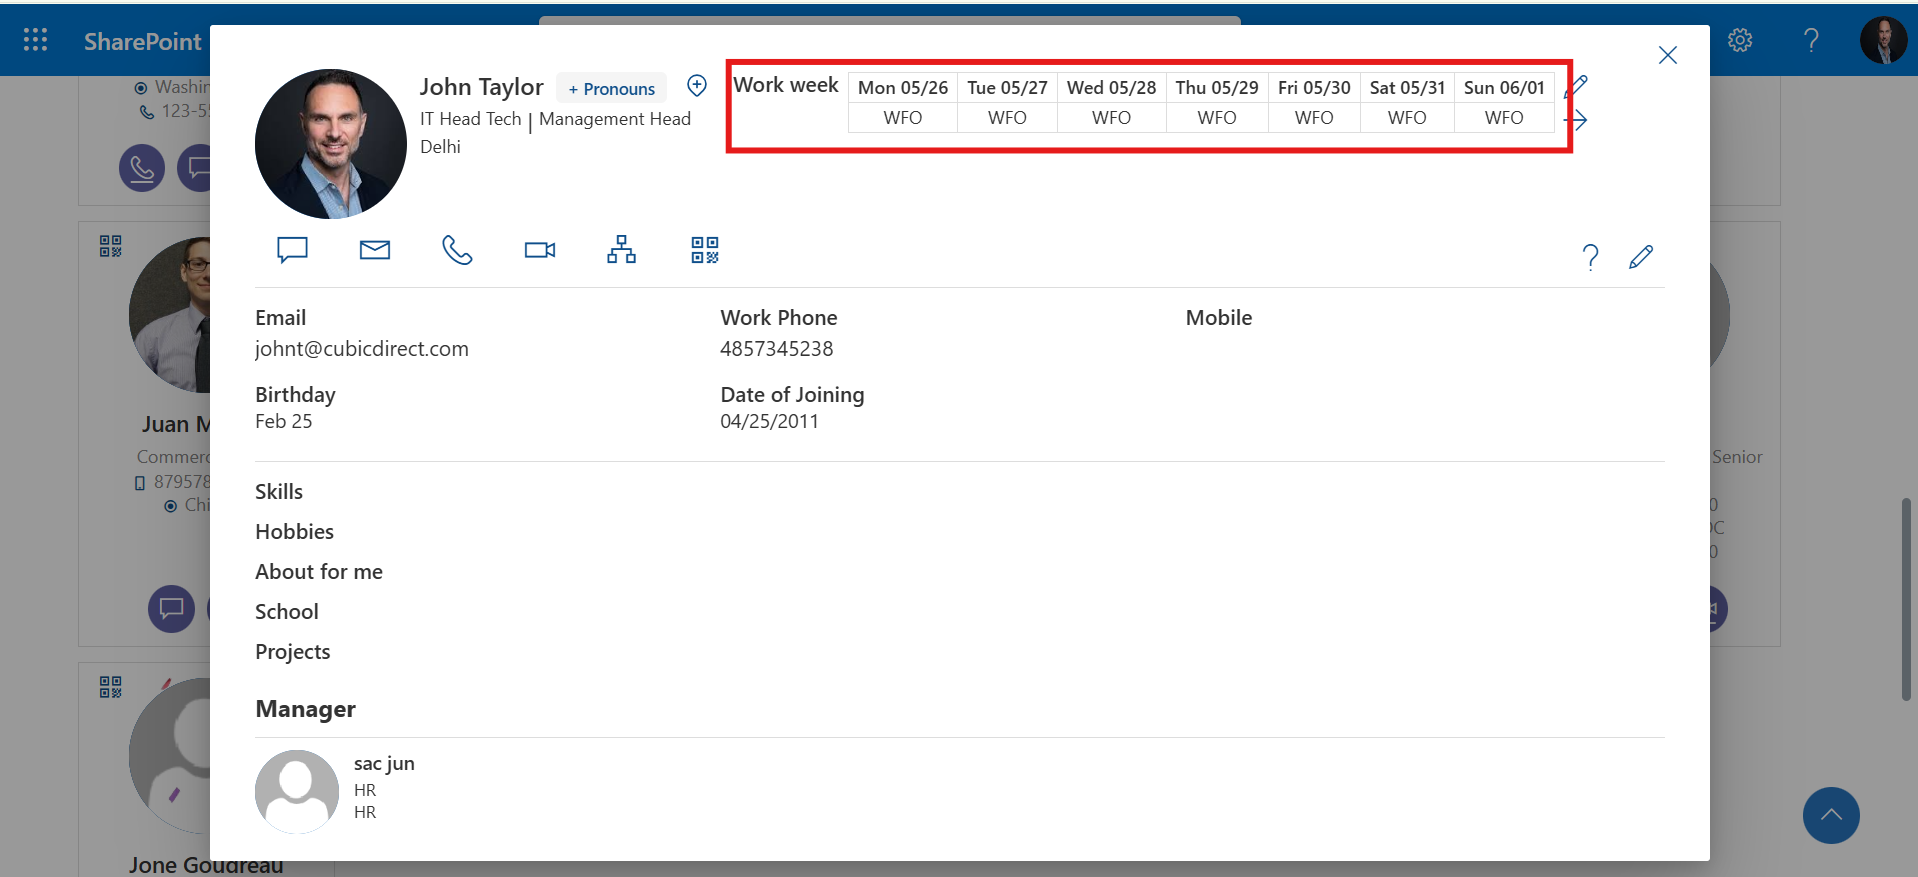 SharePoint
Washin
123-5
John Taylor
+ Pronouns
IT Head Tech | Management Head
Delhi
Work week
Mon 05/26 Tue 05/27 Wed 05/28 Thu 05/29 Fri 05/30 Sat 05/31 Sun 06/01
WFO WFO WFO WFO WFO WFO WFO
Email
johnt@cubicdirect.com
Work Phone
4857345238
Mobile
Birthday
Feb 25
Date of Joining
04/25/2011
Skills
Hobbies
About for me
School
Projects
Manager
sac jun
HR
HR
Juan M
Commerc
879578
Chi
Senior
0
DC
0
Jone Goudreau